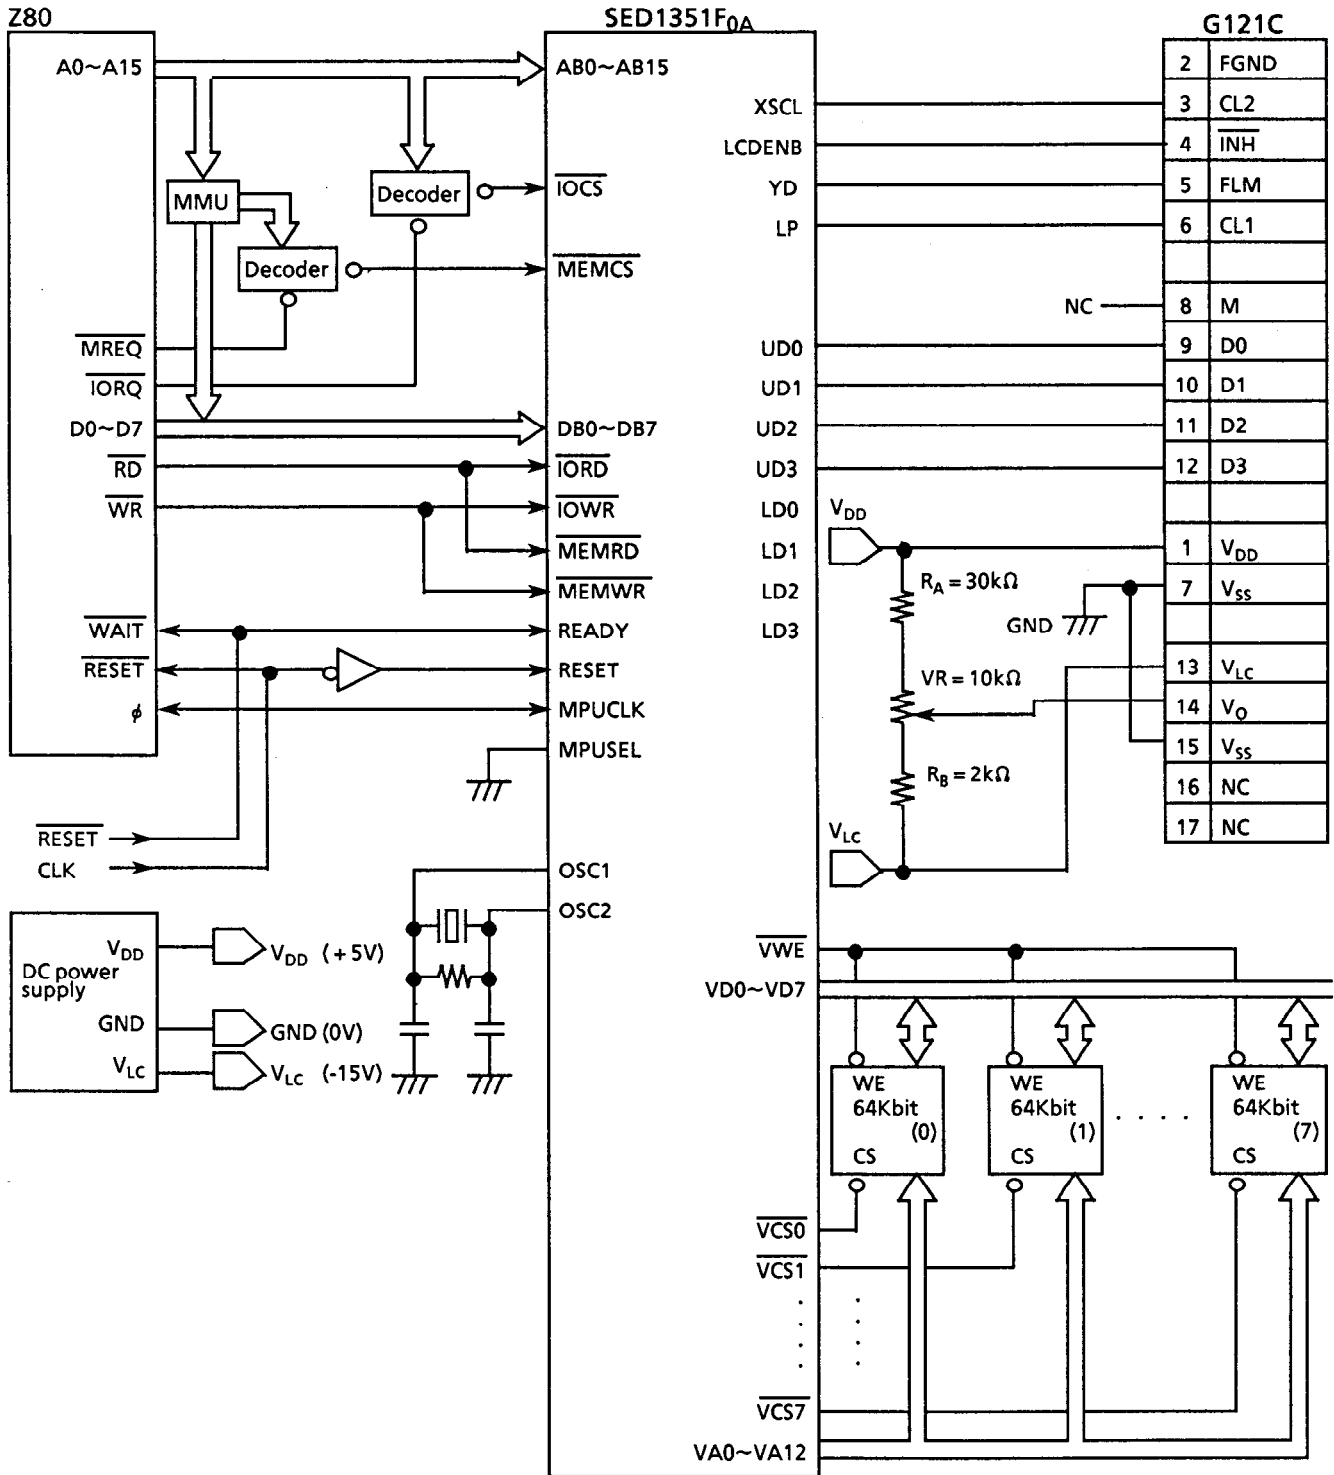 Z80
SED1351F0A
G121C
A0~A15
AB0~AB15
MMU
Decoder
IOCS
Decoder
MEMCS
MREQ
IORQ
D0~D7
DB0~DB7
RD
IORD
WR
IOWR
MEMRD
MEMWR
WAIT
READY
RESET
RESET
φ
MPUCLK
MPUSEL
RESET
CLK
OSC1
OSC2
DC power
supply
VDD
VDD (+5V)
GND
GND (0V)
VLC
VLC (-15V)
XSCL
LCDENB
YD
LP
UD0
UD1
UD2
UD3
LD0
LD1
LD2
LD3
NC
VDD
RA = 30kΩ
GND
VR = 10kΩ
RB = 2kΩ
VLC
2 FGND
3 CL2
4 INH
5 FLM
6 CL1
8 M
9 D0
10 D1
11 D2
12 D3
1 VDD
7 VSS
13 VLC
14 VO
15 VSS
16 NC
17 NC
VWE
VD0~VD7
WE
64Kbit
(0)
CS
WE
64Kbit
(1)
CS
. . . .
WE
64Kbit
(7)
CS
VCS0
VCS1
VCS7
VA0~VA12